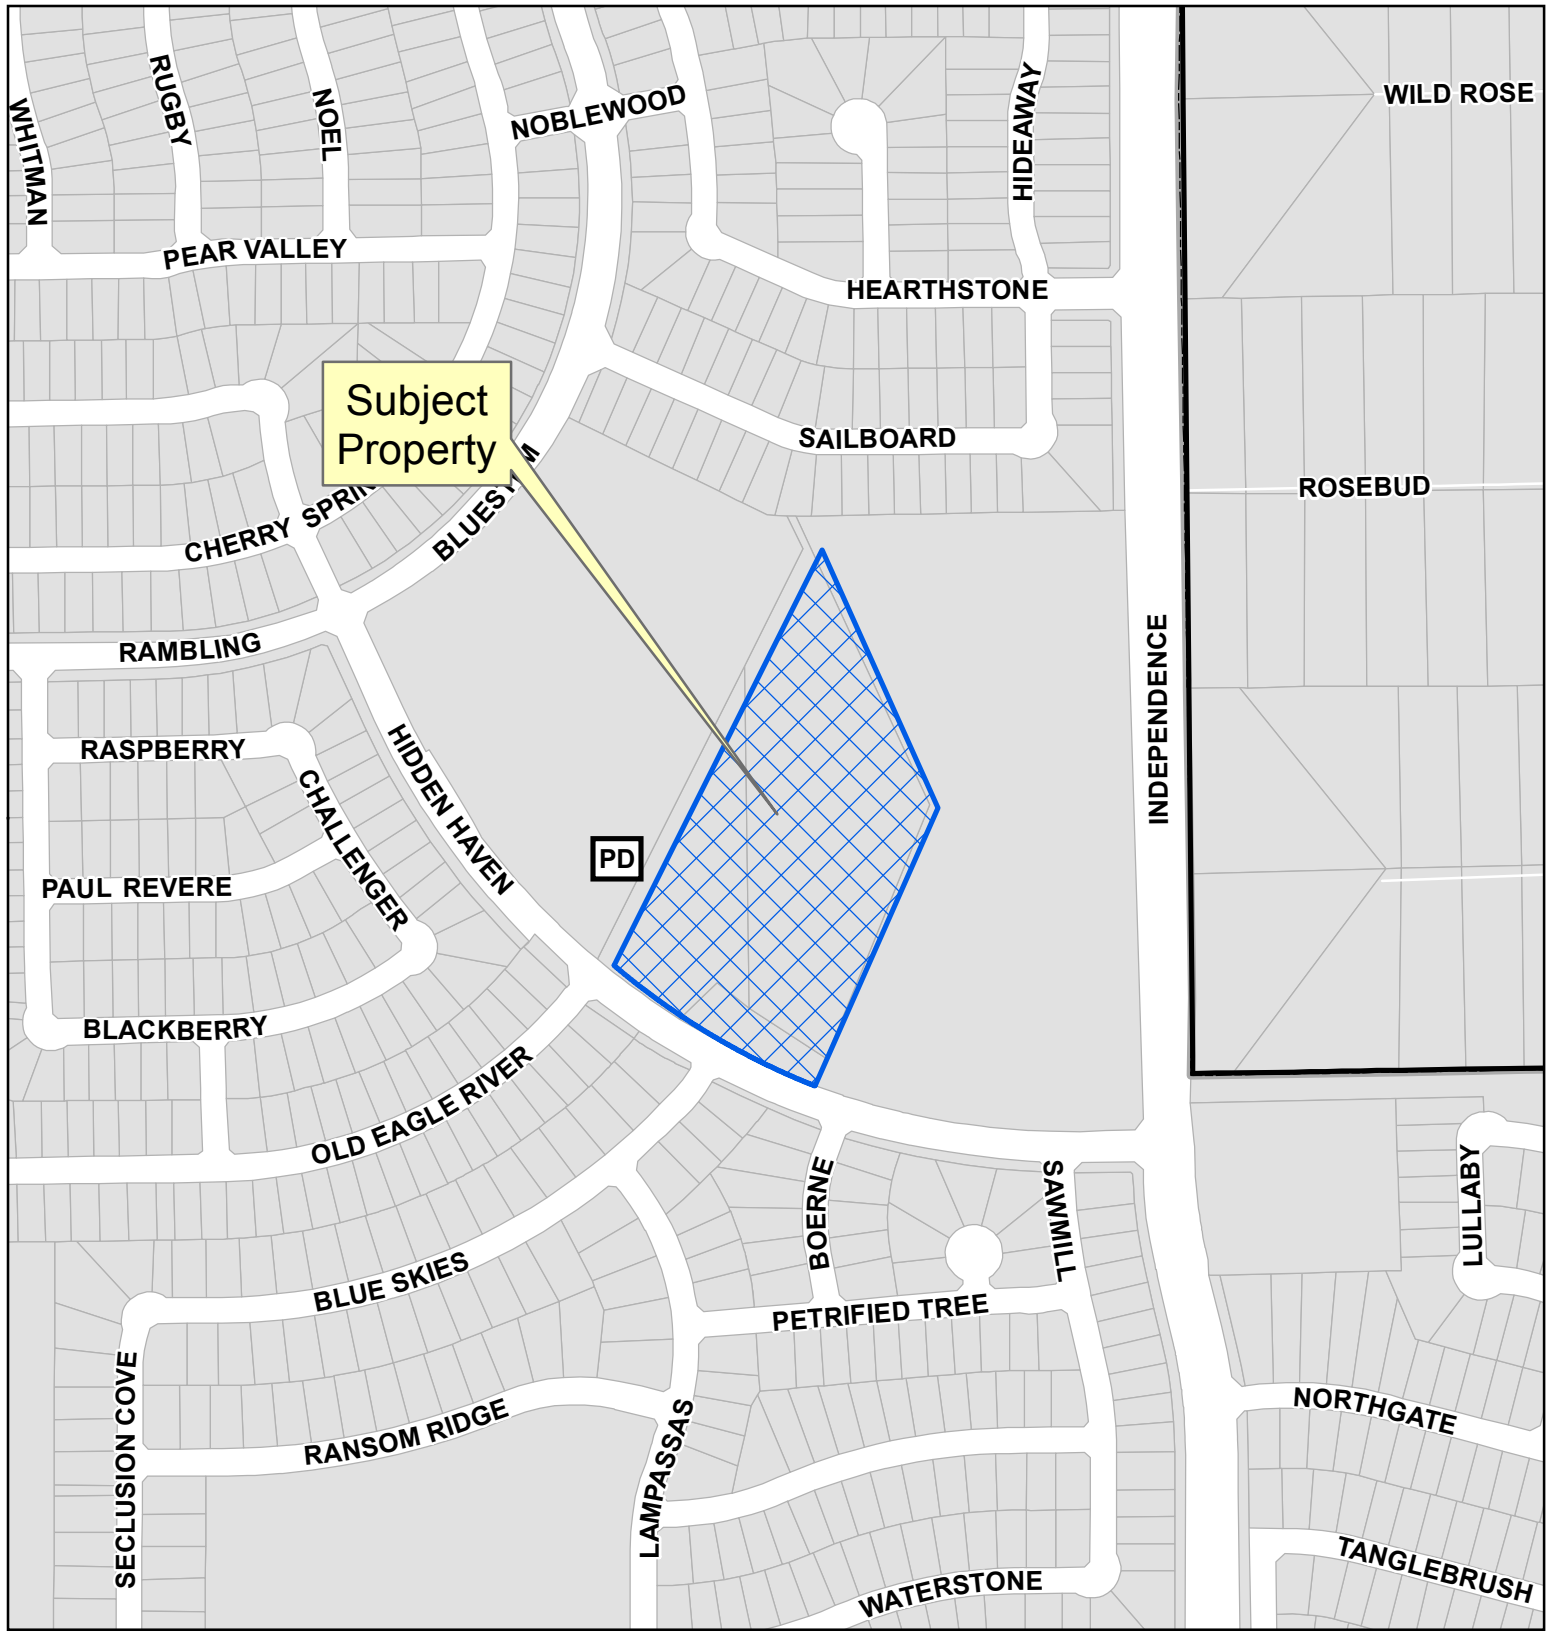 WHITMAN
RUGBY
NOEL
NOBLEWOOD
HIDEAWAY
WILD ROSE
PEAR VALLEY
HEARTHSTONE
Subject
Property
SAILBOARD
ROSEBUD
CHERRY
BLUEST
RAMBLING
INDEPENDENCE
RASPBERRY
CHALLENGER
HIDDEN HAVEN
PD
PAUL REVERE
BLACKBERRY
OLD EAGLE RIVER
BOERNE
SAWMILL
LULLABY
BLUE SKIES
PETRIFIED TREE
SECLUSION COVE
RANSOM RIDGE
LAMPASSAS
NORTHGATE
TANGLEBRUSH
WATERSTONE